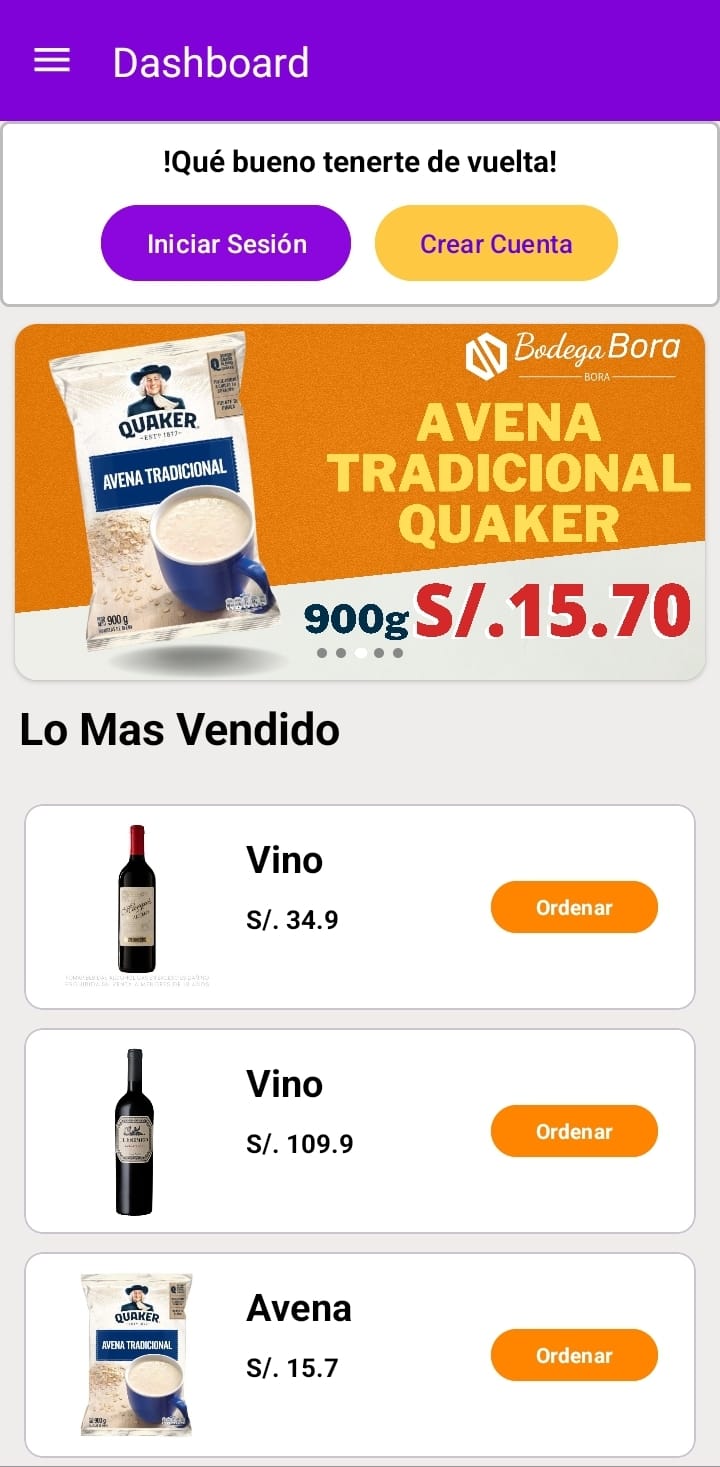 Dashboard
!Qué bueno tenerte de vuelta!
Iniciar Sesión
Crear Cuenta
Bodega Bora
BORA
QUAKER
ESTD 1877
AVENA TRADICIONAL
900 g
AVENA
TRADICIONAL
QUAKER
900g S/.15.70
Lo Mas Vendido
Vino
S/. 34.9
Ordenar
Vino
S/. 109.9
Ordenar
QUAKER
AVENA TRADICIONAL
Avena
S/. 15.7
Ordenar